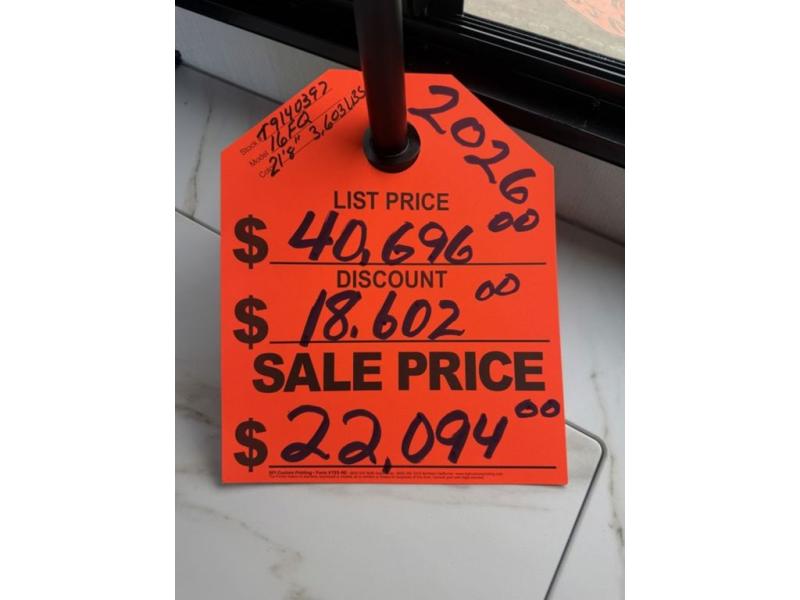 Stock T9140397
Model 16FQ
21'8" 3,603 LBS
2026
LIST PRICE
$ 40,696 00
DISCOUNT
$ 18.602 00
SALE PRICE
$ 22,094 00